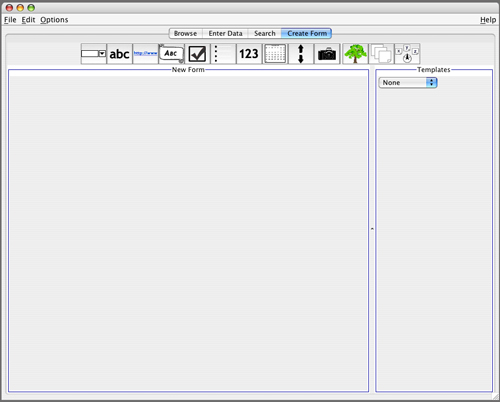 File Edit Options Help
Browse Enter Data Search Create Form
abc http://www ABC 123
New Form Templates
None